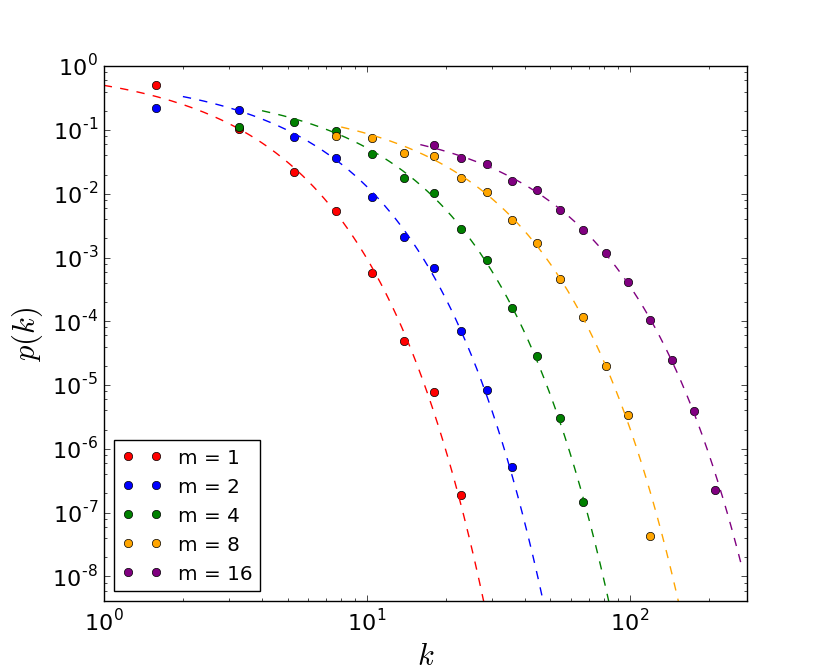 10^0
10^-1
10^-2
10^-3
10^-4
10^-5
10^-6
10^-7
10^-8
p(k)
m = 1
m = 2
m = 4
m = 8
m = 16
10^0 10^1 10^2
k